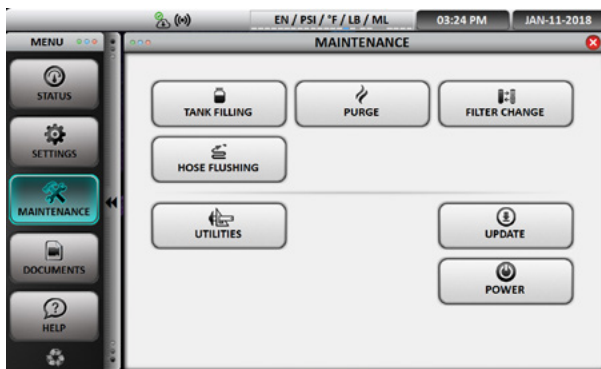 EN / PSI / °F / LB / ML 03:24 PM JAN-11-2018
MENU MAINTENANCE
STATUS
SETTINGS
MAINTENANCE
DOCUMENTS
HELP
TANK FILLING PURGE FILTER CHANGE
HOSE FLUSHING
UTILITIES UPDATE
POWER